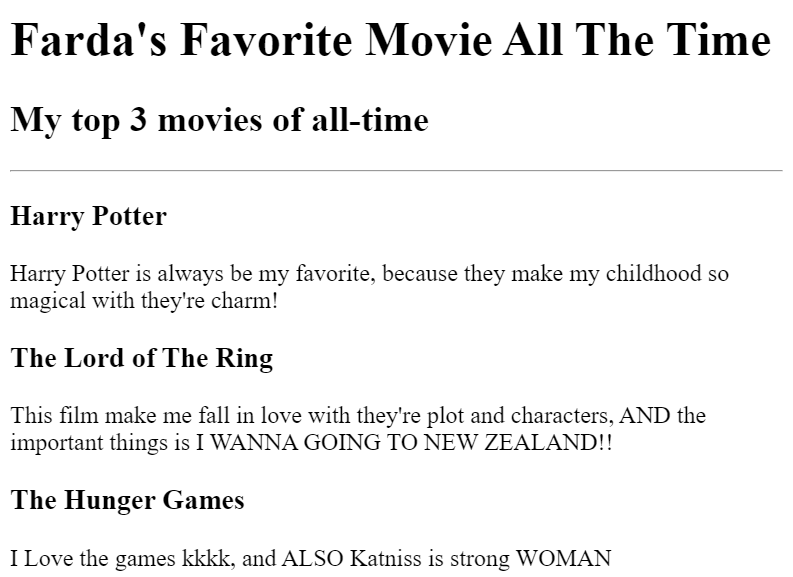 Farda's Favorite Movie All The Time
My top 3 movies of all-time
Harry Potter
Harry Potter is always be my favorite, because they make my childhood so
magical with they're charm!
The Lord of The Ring
This film make me fall in love with they're plot and characters, AND the
important things is I WANNA GOING TO NEW ZEALAND!!
The Hunger Games
I Love the games kkkk, and ALSO Katniss is strong WOMAN